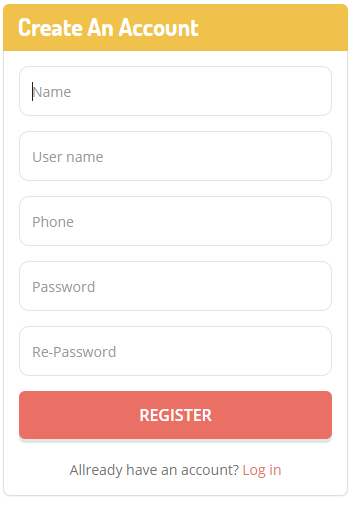 Create An Account
Name
User name
Phone
Password
Re-Password
REGISTER
Allready have an account? Log in